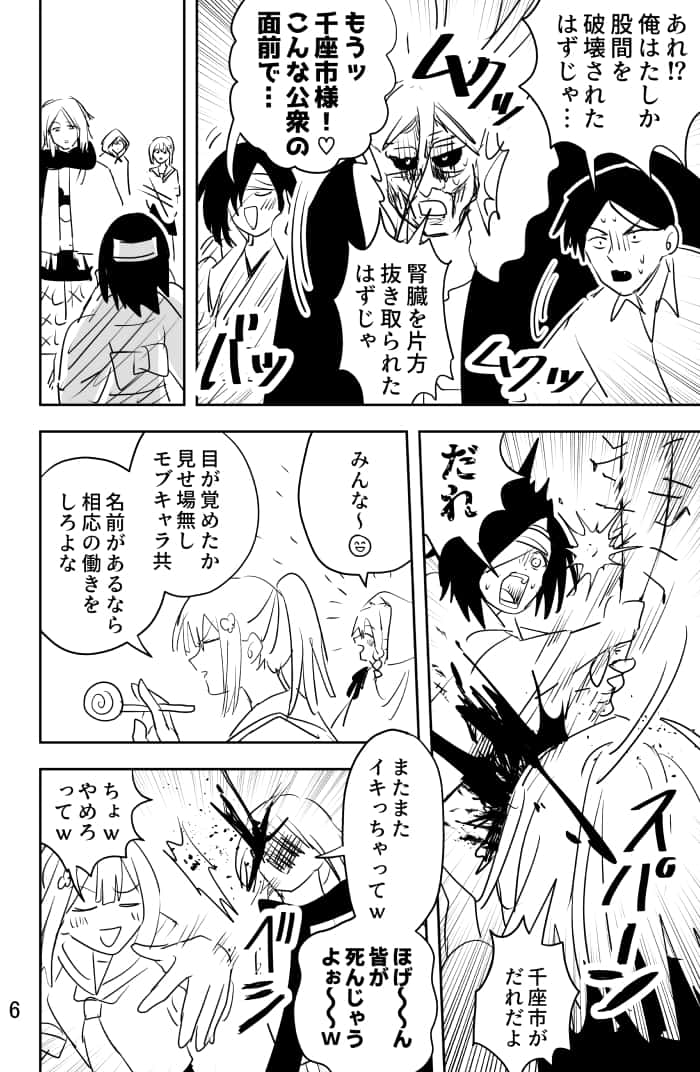 あれ!?
俺はたしか
股間を
破壊された
はずじゃ…
ムクッ
ムクッ
腎臓を片方
抜き取られた
はずじゃ
もうッ
千座市様！♡
こんな公衆の
面前で…
バッ
だれ
スパーン
千座市が
だれだよ
みんな〜😄
目が覚めたか
見せ場無し
モブキャラ共
名前があるなら
相応の働きを
しろよな
またまた
イキっちゃってw
ほげ〜〜ん
皆が
死んじゃう
よぉ〜〜w
ゴッ
ちょw
やめろ
ってw
6